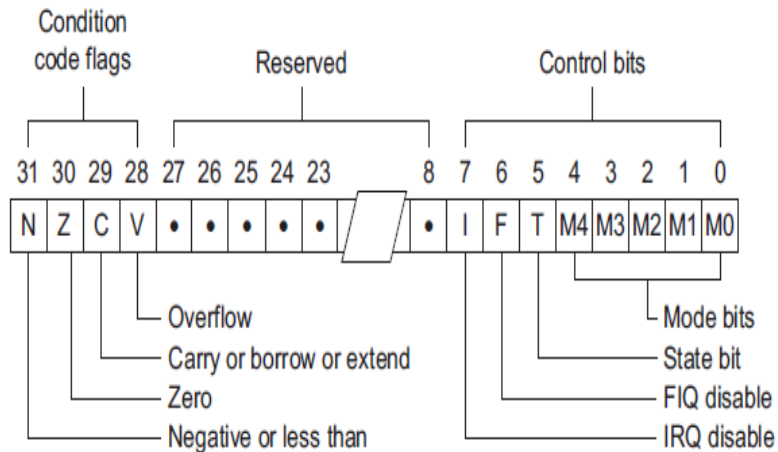 Condition
code flags
Reserved
Control bits
31 30 29 28 27 26 25 24 23 8 7 6 5 4 3 2 1 0
N Z C V • • • • • • I F T M4 M3 M2 M1 M0
Overflow
Mode bits
Carry or borrow or extend
State bit
Zero
FIQ disable
Negative or less than
IRQ disable